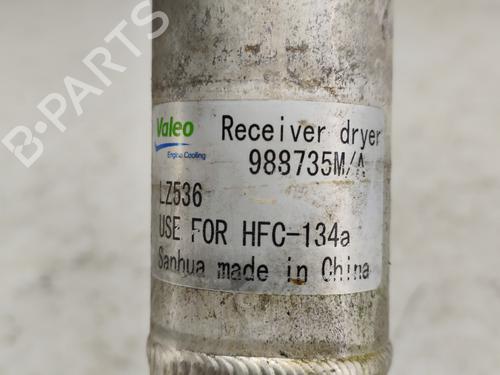 B-PARTS
Valeo
Engine Cooling
Receiver dryer
988735M/A
LZ536
USE FOR HFC-134a
Sanhua made in China